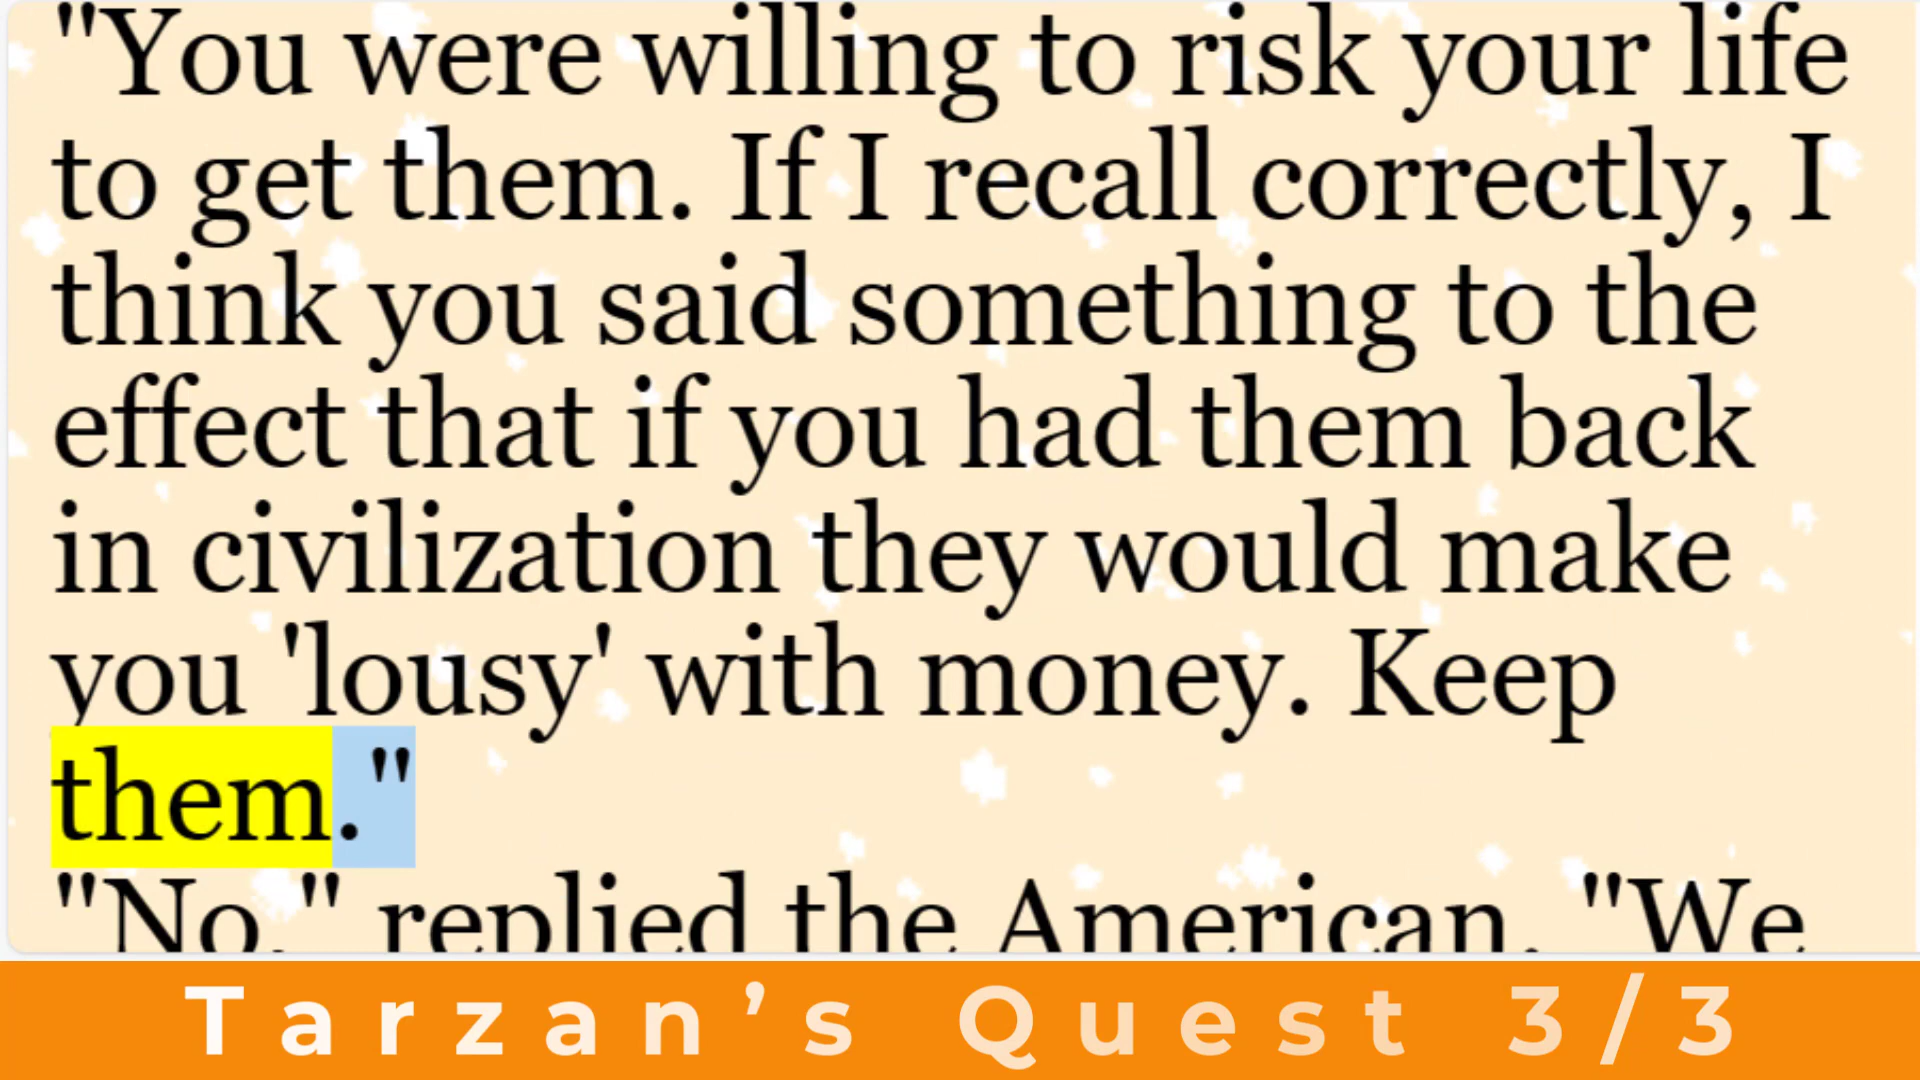 "You were willing to risk your life
to get them. If I recall correctly, I
think you said something to the
effect that if you had them back
in civilization they would make
you 'lousy' with money. Keep
them."
"No," replied the American. "We
Tarzan’s Quest 3/3